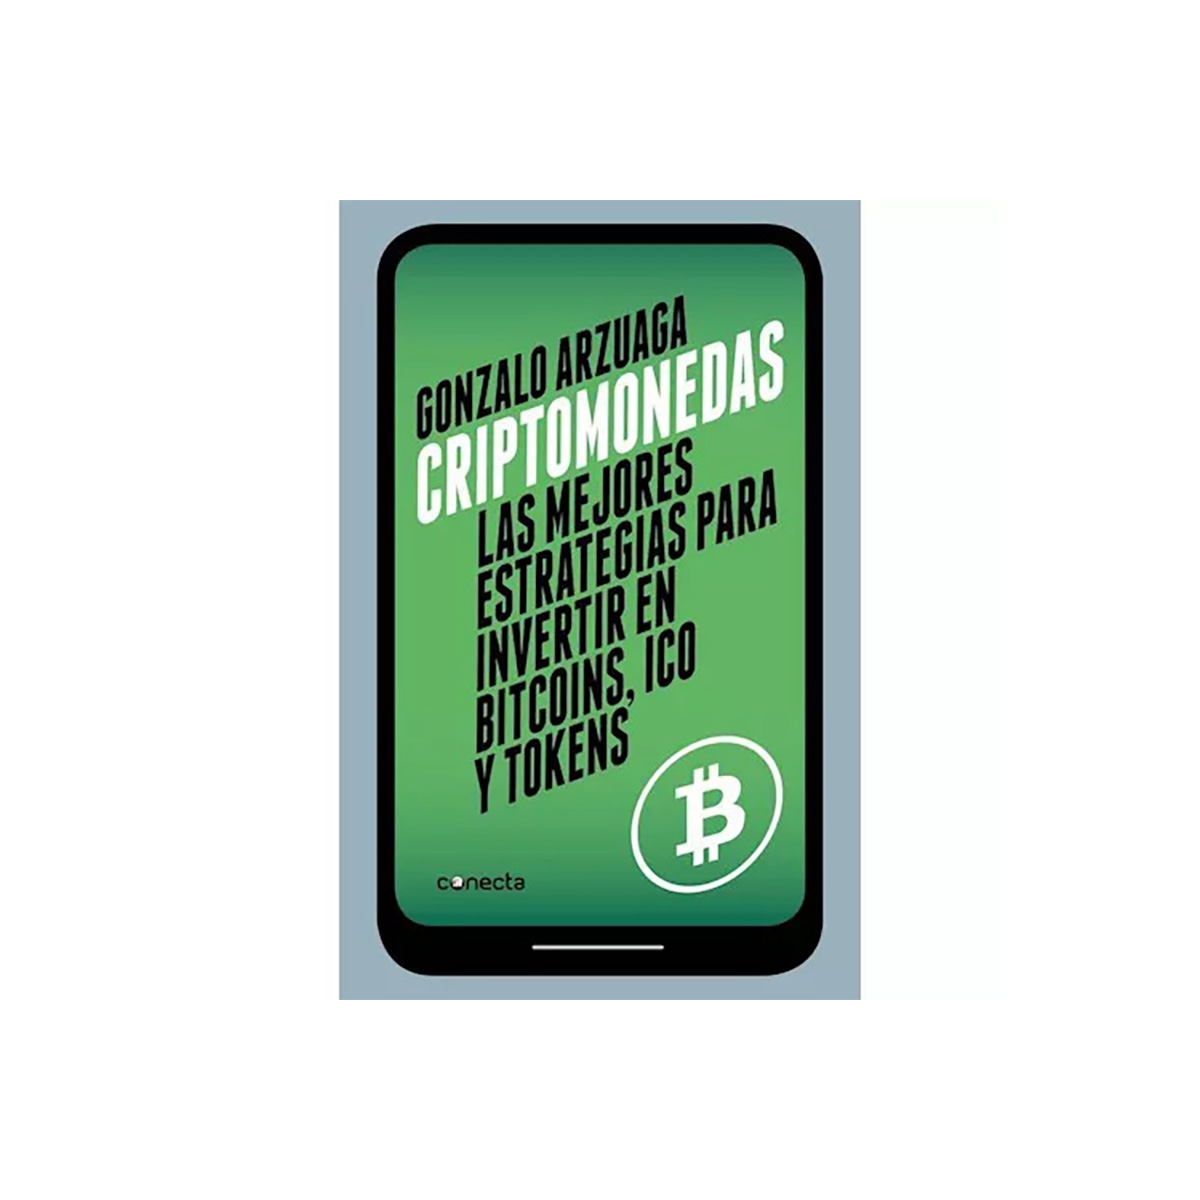 GONZALO ARZUAGA
CRIPTOMONEDAS
LAS MEJORES
ESTRATEGIAS PARA
INVERTIR EN
BITCOINS, ICO
Y TOKENS
conecta